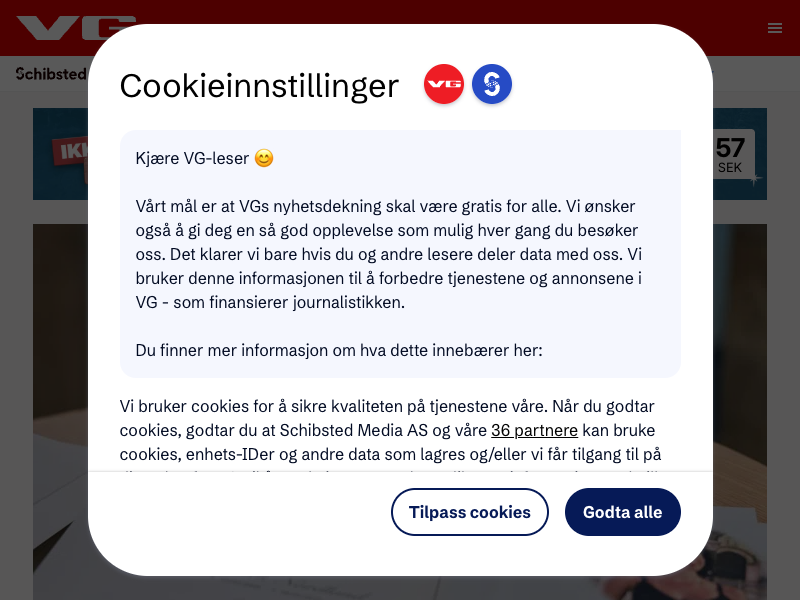 VG
Schibsted
IKK
57
SEK
Cookieinnstillinger
VG
S
Kjære VG-leser 😊
Vårt mål er at VGs nyhetsdekning skal være gratis for alle. Vi ønsker
også å gi deg en så god opplevelse som mulig hver gang du besøker
oss. Det klarer vi bare hvis du og andre lesere deler data med oss. Vi
bruker denne informasjonen til å forbedre tjenestene og annonsene i
VG - som finansierer journalistikken.
Du finner mer informasjon om hva dette innebærer her:
Vi bruker cookies for å sikre kvaliteten på tjenestene våre. Når du godtar
cookies, godtar du at Schibsted Media AS og våre 36 partnere kan bruke
cookies, enhets-IDer og andre data som lagres og/eller vi får tilgang til på
Tilpass cookies
Godta alle